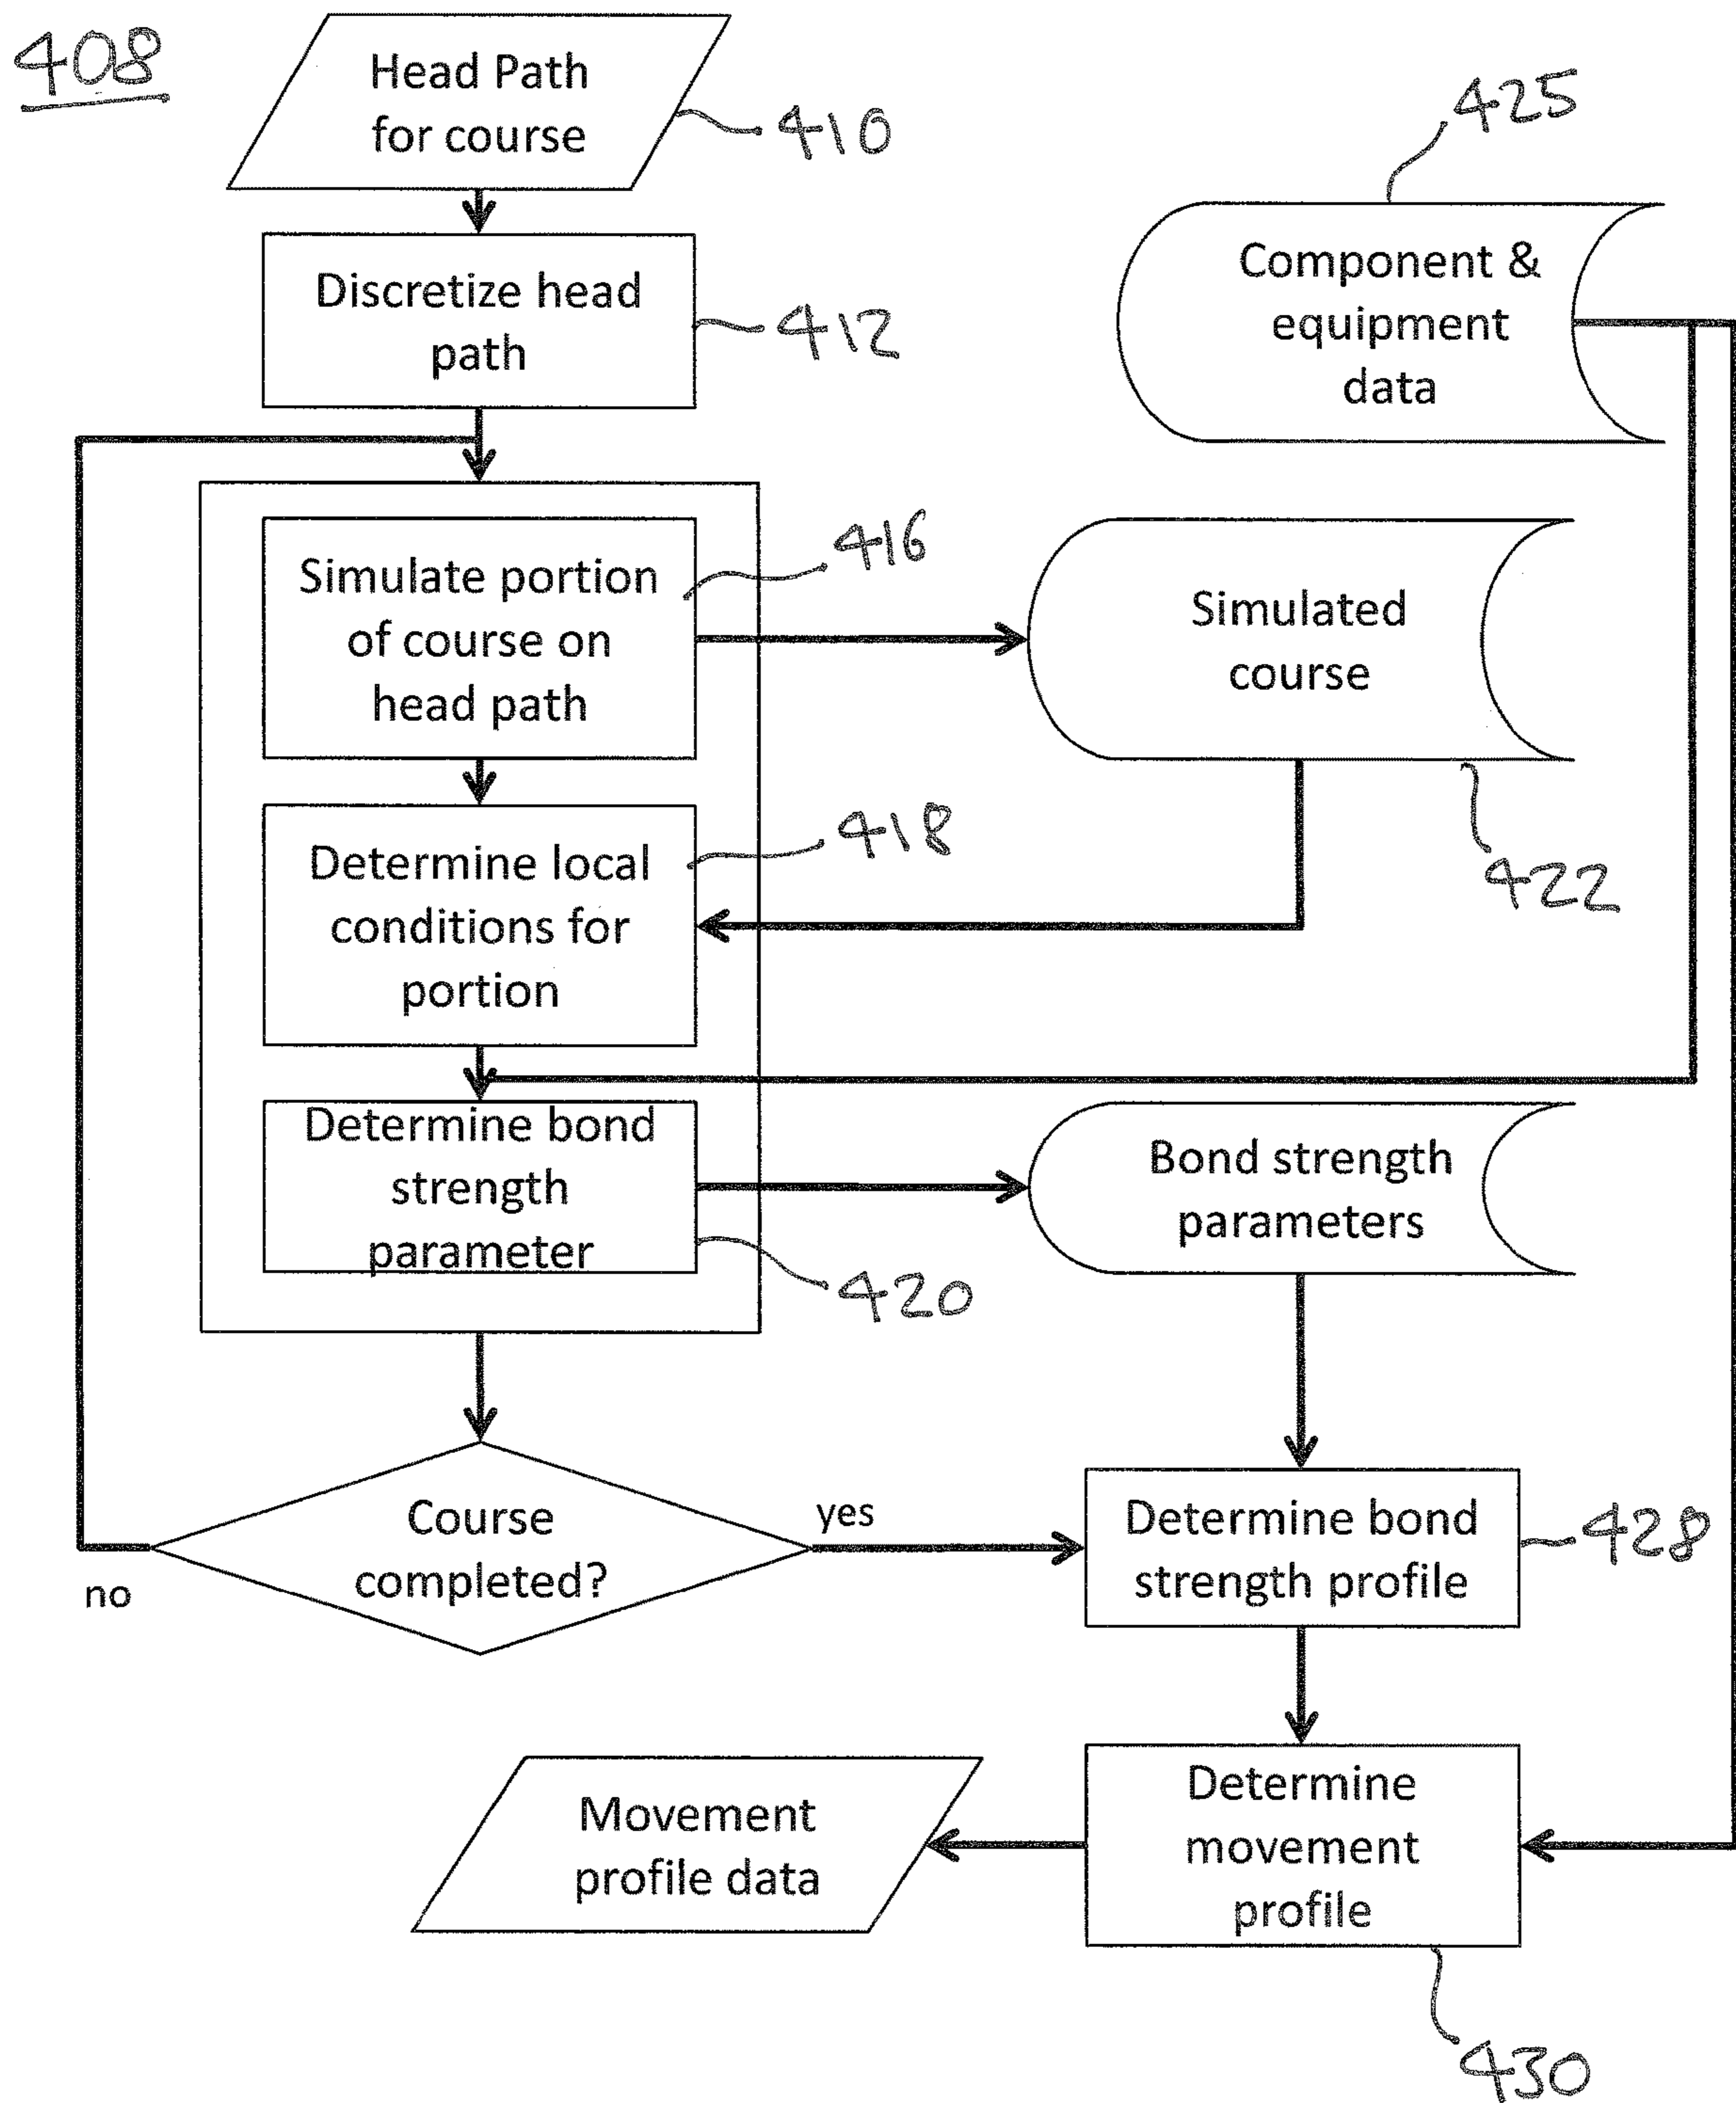 408
Head Path
for course
410
425
Component &
equipment
data
Discretize head
path
412
Simulate portion
of course on
head path
416
Simulated
course
422
Determine local
conditions for
portion
418
Determine bond
strength
parameter
420
Bond strength
parameters
Course
completed?
yes
no
Determine bond
strength profile
428
Movement
profile data
Determine
movement
profile
430